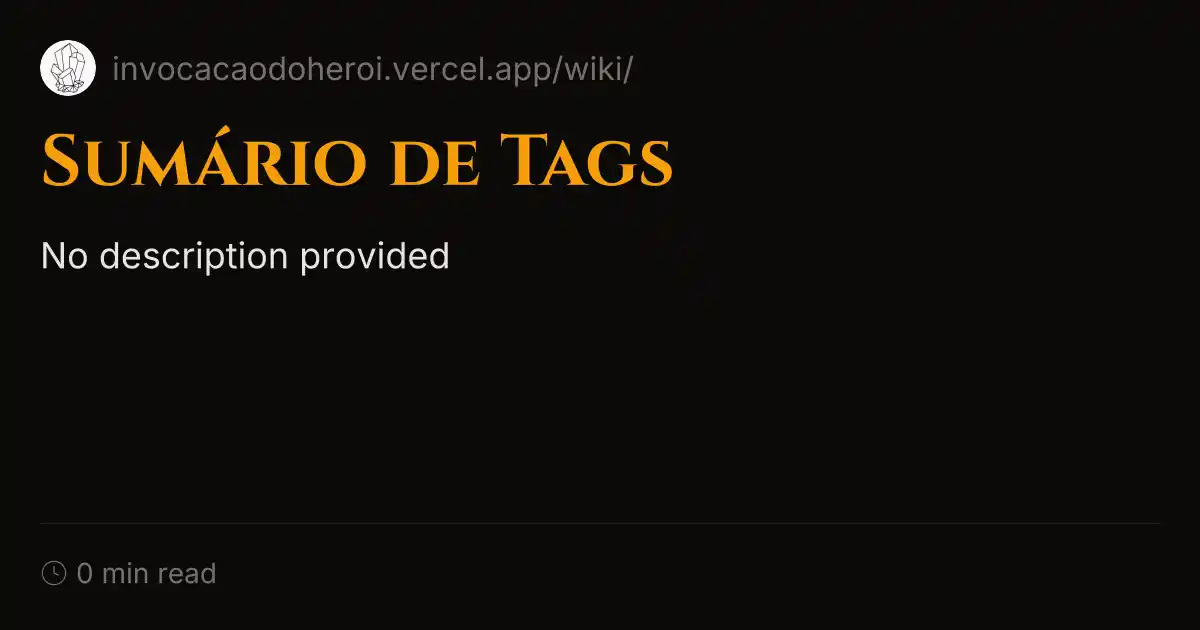 invocacaodoheroi.vercel.app/wiki/
Sumário de Tags
No description provided
0 min read